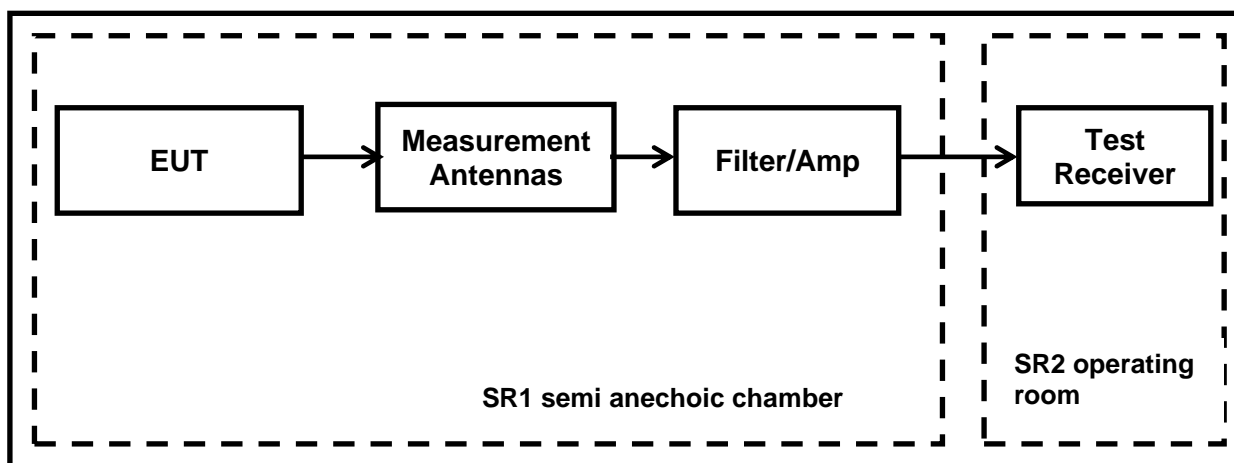 EUT
Measurement
Antennas
Filter/Amp
Test
Receiver
SR1 semi anechoic chamber
SR2 operating
room